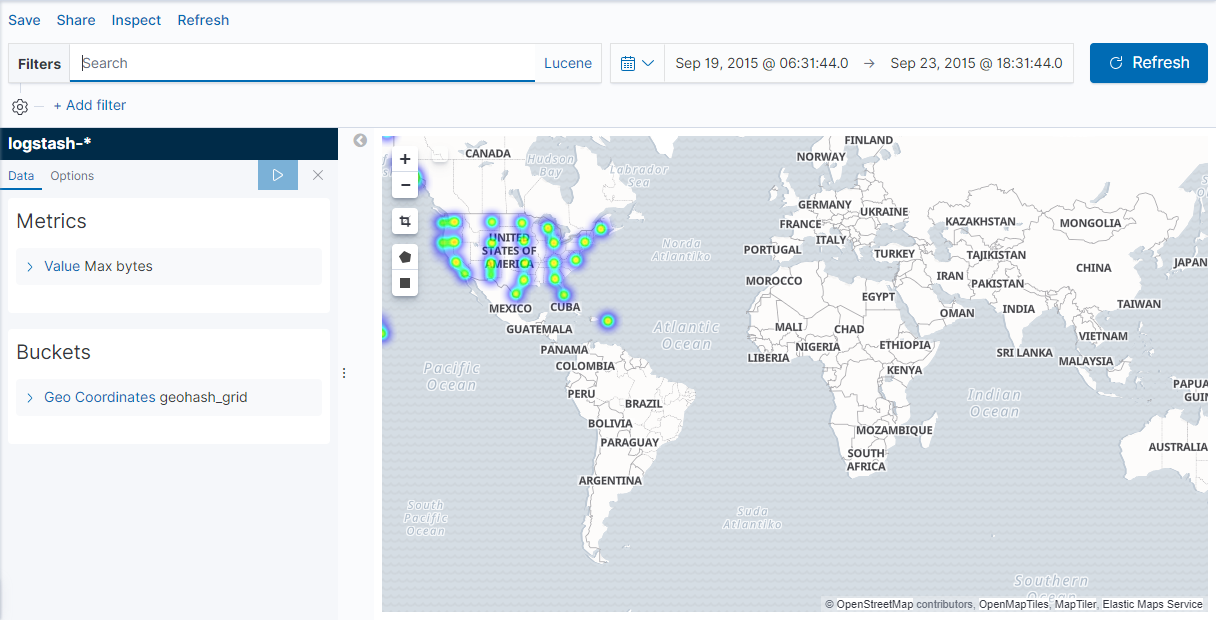 Save Share Inspect Refresh
Filters Search Lucene Sep 19, 2015 @ 06:31:44.0 → Sep 23, 2015 @ 18:31:44.0 Refresh
+ Add filter
logstash-*
Data Options
Metrics
Value Max bytes
Buckets
Geo Coordinates geohash_grid
+
−
FINLAND
CANADA
NORWAY
Hudson
Bay
Labrador
Sea
GERMANY
UKRAINE
FRANCE
KAZAKHSTAN
MONGOLIA
UNITED
STATES OF
AMERICA
ITALY
Norda
Atlantiko
PORTUGAL
TURKEY
TAJIKISTAN
JAPAN
CHINA
MOROCCO
IRAN
PAKISTAN
EGYPT
TAIWAN
MEXICO
CUBA
OMAN
INDIA
GUATEMALA
Atlantic
Ocean
MALI
CHAD
VIETNAM
PANAMA
NIGERIA
ETHIOPIA
SRI LANKA
LIBERIA
MALAYSIA
COLOMBIA
Pacific
Ocean
KENYA
PAPUA
GUI
PERU
BRAZIL
Indian
Ocean
BOLIVIA
MOZAMBIQUE
PARAGUAY
AUSTRALIA
SOUTH
AFRICA
ARGENTINA
South
Pacific
Ocean
Suda
Atlantiko
Southern
Ocean
© OpenStreetMap contributors, OpenMapTiles, MapTiler, Elastic Maps Service